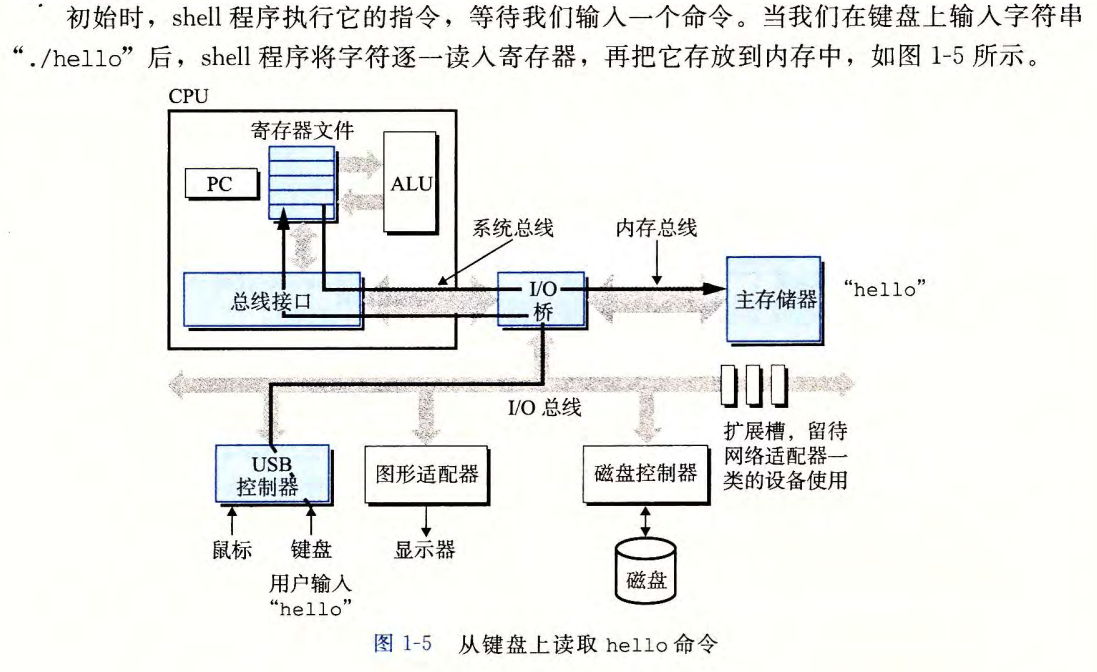 初始时，shell 程序执行它的指令，等待我们输入一个命令。当我们在键盘上输入字符串
“./hello”后，shell 程序将字符逐一读入寄存器，再把它存放到内存中，如图 1-5 所示。
CPU
寄存器文件
PC
ALU
系统总线
内存总线
总线接口
I/O
桥
主存储器
“hello”
I/O 总线
扩展槽，留待
网络适配器一
类的设备使用
USB
控制器
图形适配器
磁盘控制器
鼠标
键盘
显示器
磁盘
用户输入
“hello”
图 1-5 从键盘上读取 hello 命令